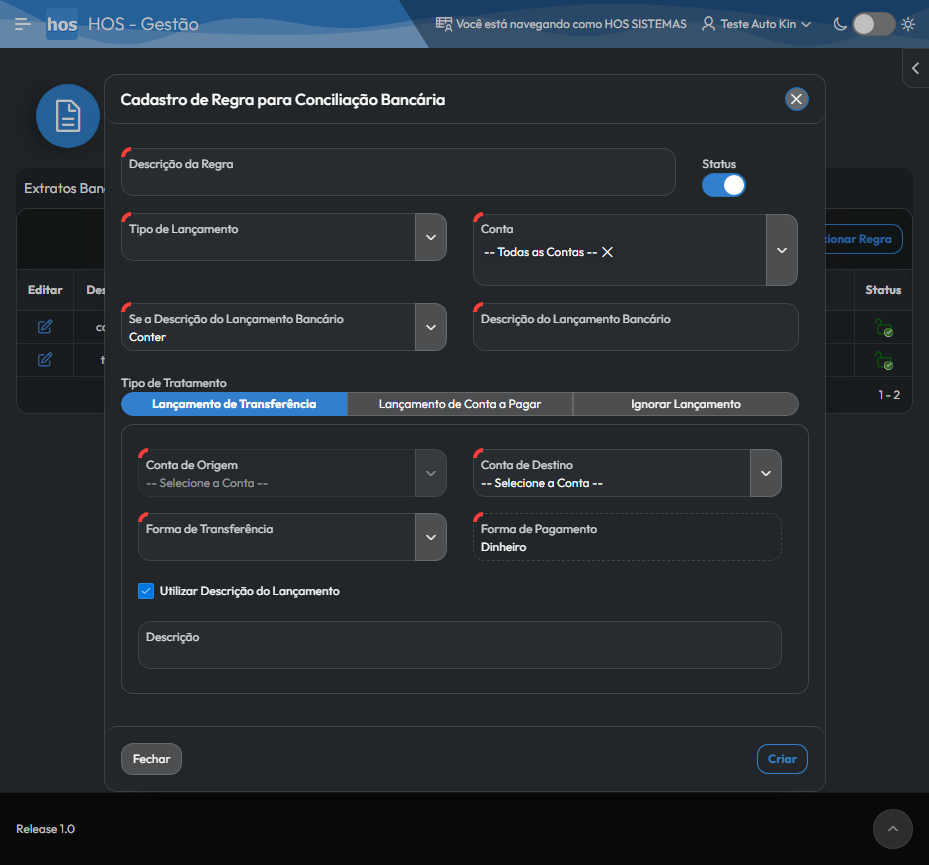 hos HOS - Gestão
Você está navegando como HOS SISTEMAS
Teste Auto Kin
Cadastro de Regra para Conciliação Bancária
Descrição da Regra
Status
Extratos Ban
Tipo de Lançamento
Conta
-- Todas as Contas --
ionar Regra
Editar
Des
Status
Se a Descrição do Lançamento Bancário
Conter
Descrição do Lançamento Bancário
co
t
1 - 2
Tipo de Tratamento
Lançamento de Transferência
Lançamento de Conta a Pagar
Ignorar Lançamento
Conta de Origem
-- Selecione a Conta --
Conta de Destino
-- Selecione a Conta --
Forma de Transferência
Forma de Pagamento
Dinheiro
Utilizar Descrição do Lançamento
Descrição
Fechar
Criar
Release 1.0